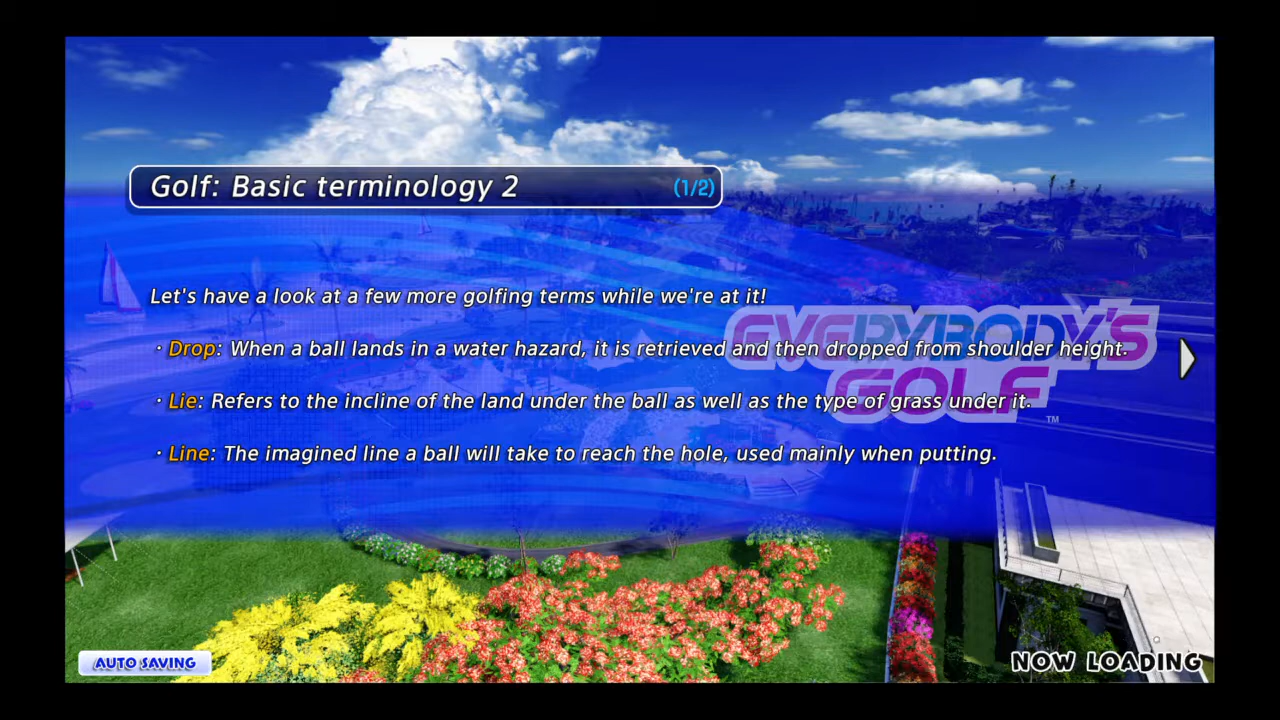 Golf: Basic terminology 2 (1/2)
Let's have a look at a few more golfing terms while we're at it!
EVERYBODY'S
· Drop: When a ball lands in a water hazard, it is retrieved and then dropped from shoulder height.
GOLF
· Lie: Refers to the incline of the land under the ball as well as the type of grass under it.
TM
· Line: The imagined line a ball will take to reach the hole, used mainly when putting.
AUTO SAVING
NOW LOADING